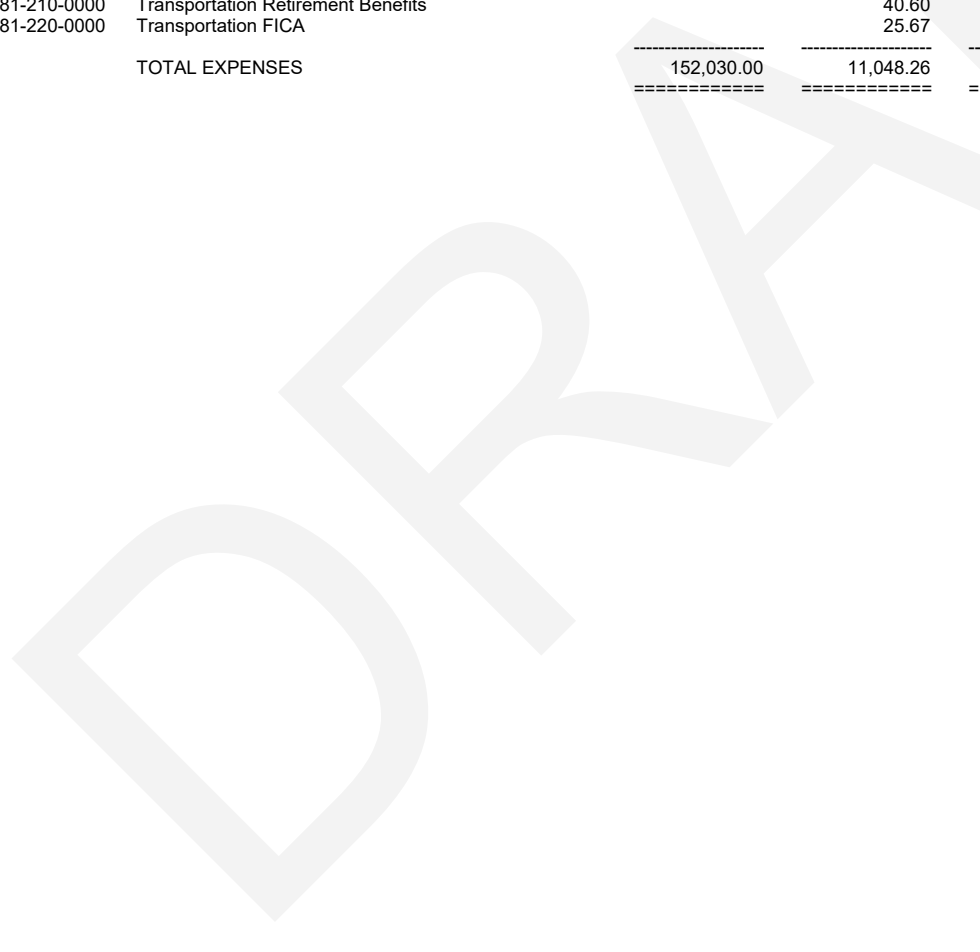 81-210-0000 Transportation Retirement Benefits 40.60
81-220-0000 Transportation FICA 25.67
--------------------- --------------------- --
TOTAL EXPENSES 152,030.00 11,048.26
============ ============ =
DRA